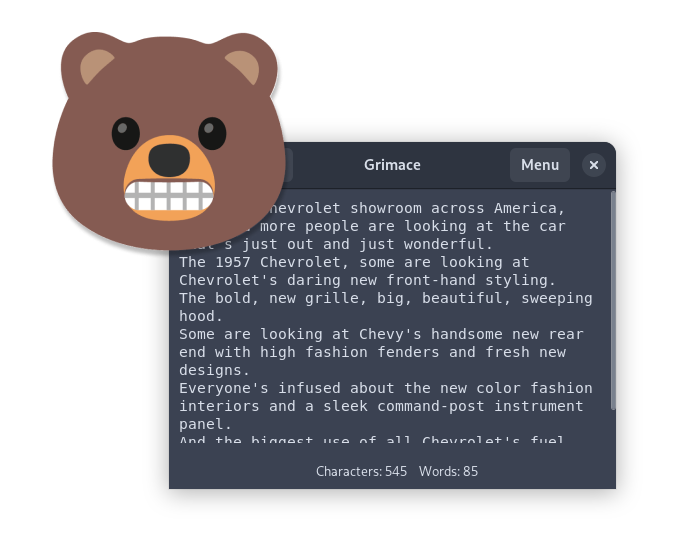 Grimace
Menu
hevrolet showroom across America,
more people are looking at the car
's just out and just wonderful.
The 1957 Chevrolet, some are looking at
Chevrolet's daring new front-hand styling.
The bold, new grille, big, beautiful, sweeping
hood.
Some are looking at Chevy's handsome new rear
end with high fashion fenders and fresh new
designs.
Everyone's infused about the new color fashion
interiors and a sleek command-post instrument
panel.
And the biggest use of all Chevrolet's fuel
Characters: 545 Words: 85